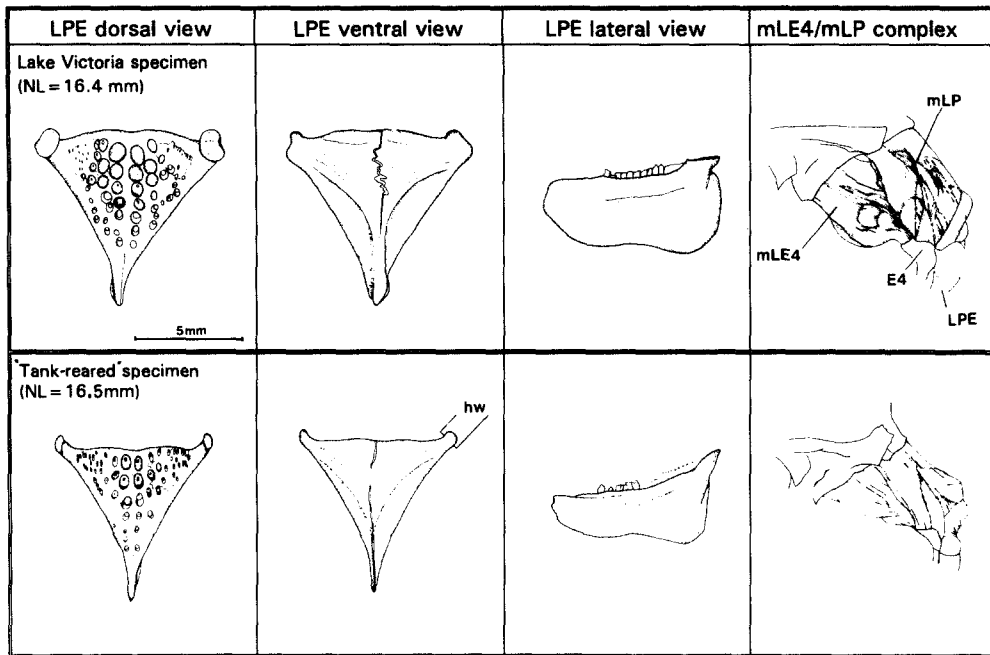 LPE dorsal view
LPE ventral view
LPE lateral view
mLE4/mLP complex
Lake Victoria specimen
(NL = 16.4 mm)
mLP
mLE4
E4
LPE
5mm
'Tank-reared' specimen
(NL = 16.5mm)
hw